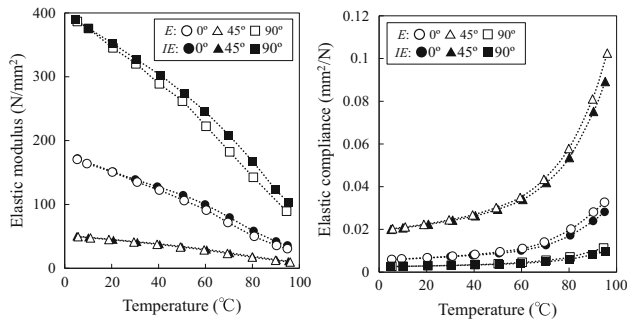 E: 0º 45º 90º
IE: 0º 45º 90º
Elastic modulus (N/mm²)
400
300
200
100
0
0 20 40 60 80 100
Temperature (℃)
E: 0º 45º 90º
IE: 0º 45º 90º
Elastic compliance (mm²/N)
0.12
0.1
0.08
0.06
0.04
0.02
0
0 20 40 60 80 100
Temperature (℃)